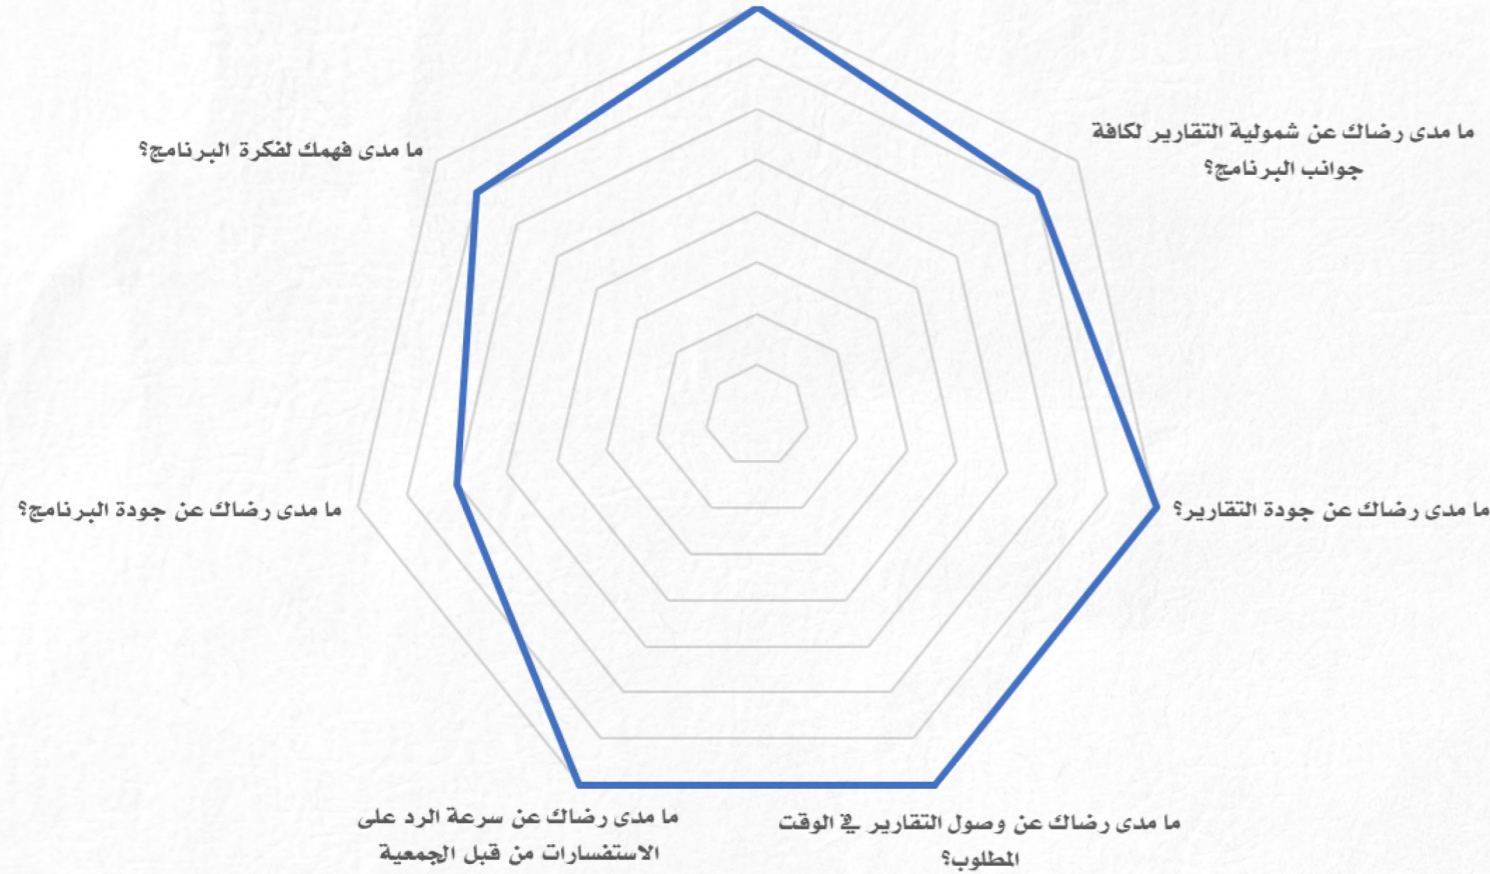 ما مدى رضاك عن شمولية التقارير لكافة
جوانب البرنامج؟
ما مدى فهمك لفكرة البرنامج؟
ما مدى رضاك عن جودة التقارير؟
ما مدى رضاك عن جودة البرنامج؟
ما مدى رضاك عن وصول التقارير في الوقت
المطلوب؟
ما مدى رضاك عن سرعة الرد على
الاستفسارات من قبل الجمعية